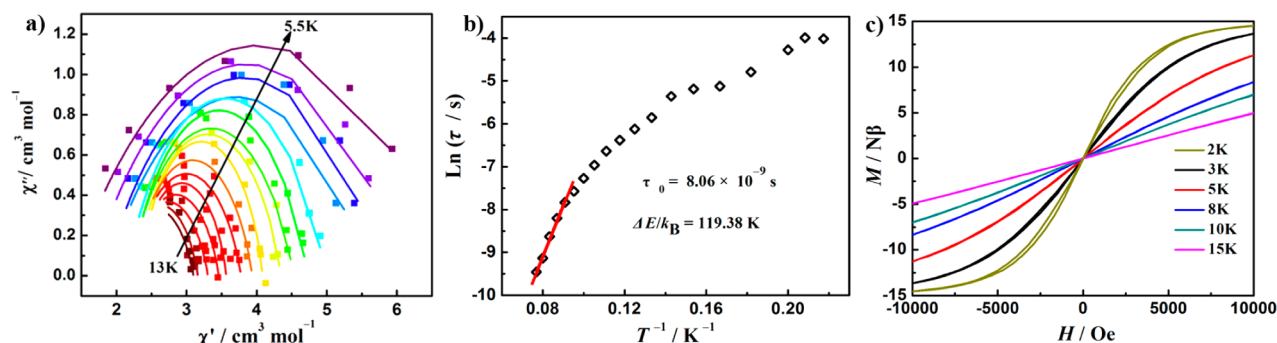 a)
χ''/ cm³ mol⁻¹
1.2
1.0
0.8
0.6
0.4
0.2
0.0
5.5K
13K
2 3 4 5 6
χ' / cm³ mol⁻¹
b)
Ln (τ / s)
-4
-5
-6
-7
-8
-9
-10
τ ₀ = 8.06 × 10⁻⁹ s
ΔE/k_B = 119.38 K
0.08 0.12 0.16 0.20
T⁻¹ / K⁻¹
c)
M / Nβ
15
10
5
0
-5
-10
-15
2K
3K
5K
8K
10K
15K
-10000 -5000 0 5000 10000
H / Oe